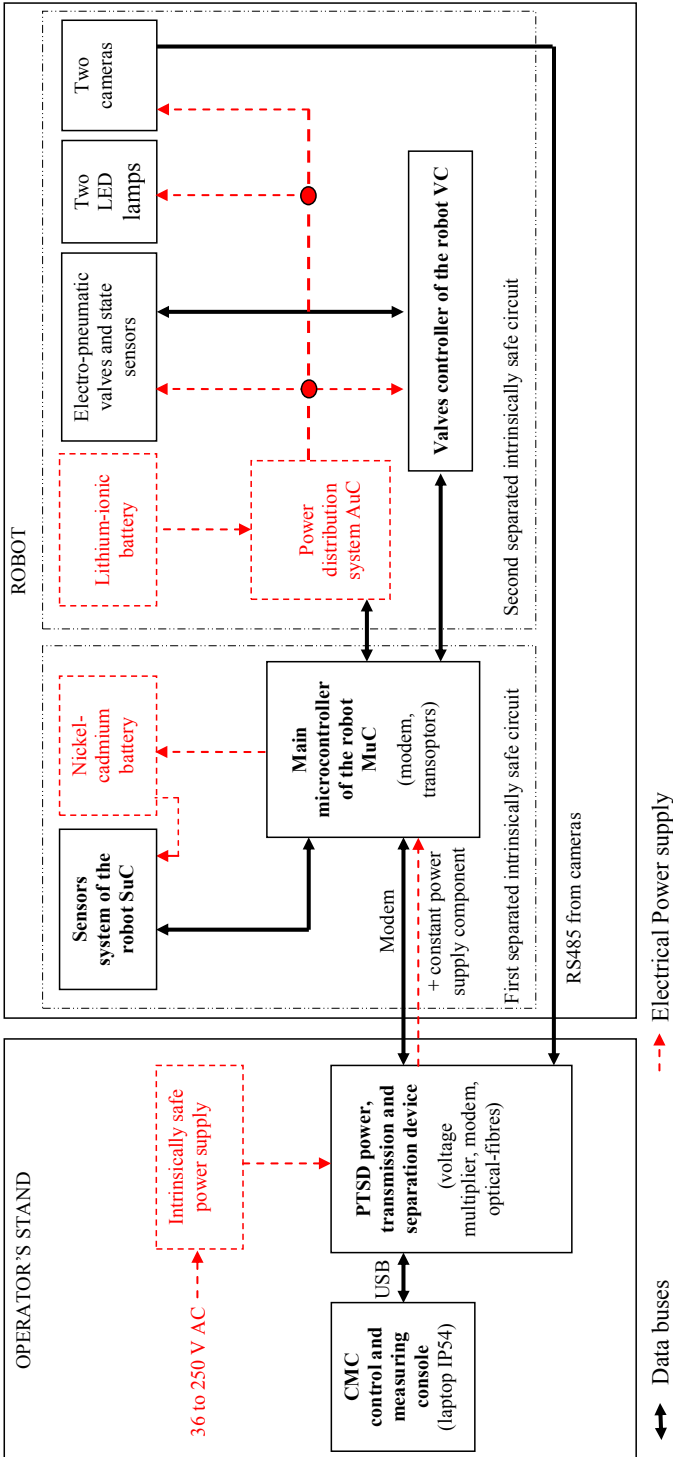 OPERATOR'S STAND
36 to 250 V AC
Intrinsically safe
power supply
CMC
control and
measuring
console
(laptop IP54)
USB
PTSD power,
transmission and
separation device
(voltage
multiplier, modem,
optical-fibres)
ROBOT
Sensors
system of the
robot SuC
Nickel-
cadmium
battery
Modem
+ constant power
supply component
Main
microcontroller
of the robot
MuC
(modem,
transoptors)
First separated intrinsically safe circuit
RS485 from cameras
Lithium-ionic
battery
Electro-pneumatic
valves and state
sensors
Two
LED
lamps
Two
cameras
Power
distribution
system AuC
Valves controller of the robot VC
Second separated intrinsically safe circuit
Data buses
Electrical Power supply